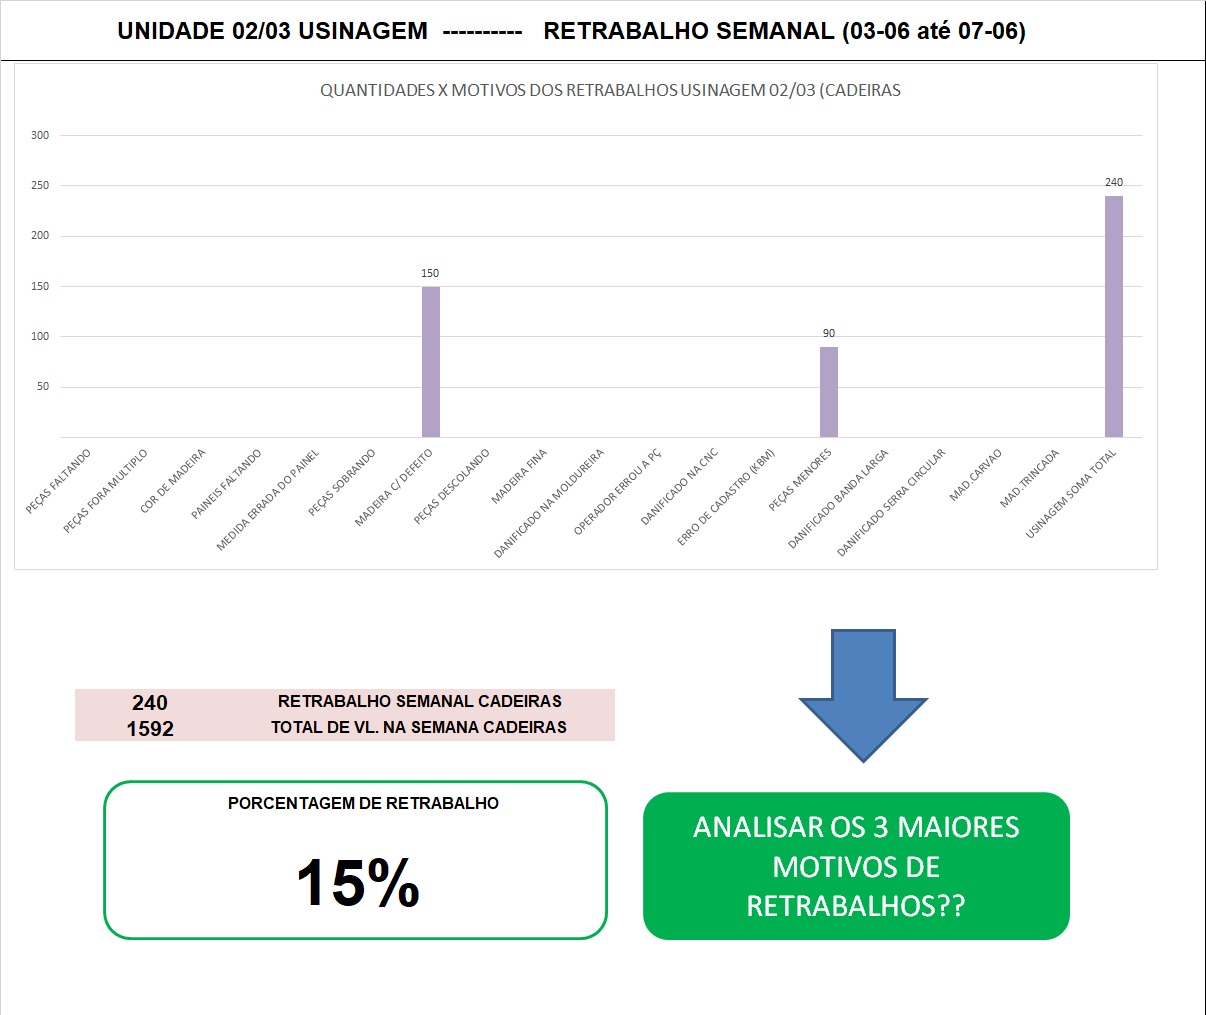 UNIDADE 02/03 USINAGEM ---------- RETRABALHO SEMANAL (03-06 até 07-06)
QUANTIDADES X MOTIVOS DOS RETRABALHOS USINAGEM 02/03 (CADEIRAS
300
250
200
150
100
50
150
90
240
PEÇAS FALTANDO
PEÇAS FORA MULTIPLO
COR DE MADEIRA
PAINEIS FALTANDO
MEDIDA ERRADA DO PAINEL
PEÇAS SOBRANDO
MADEIRA C/ DEFEITO
PEÇAS DESCOLANDO
MADEIRA FINA
DANIFICADO NA MOLDUREIRA
OPERADOR ERROU A PÇ
DANIFICADO NA CNC
ERRO DE CADASTRO (KBM)
PEÇAS MENORES
DANIFICADO BANDA LARGA
DANIFICADO SERRA CIRCULAR
MAD.CARVAO
MAD.TRINCADA
USINAGEM SOMA TOTAL
240 RETRABALHO SEMANAL CADEIRAS
1592 TOTAL DE VL. NA SEMANA CADEIRAS
PORCENTAGEM DE RETRABALHO
15%
ANALISAR OS 3 MAIORES
MOTIVOS DE
RETRABALHOS??